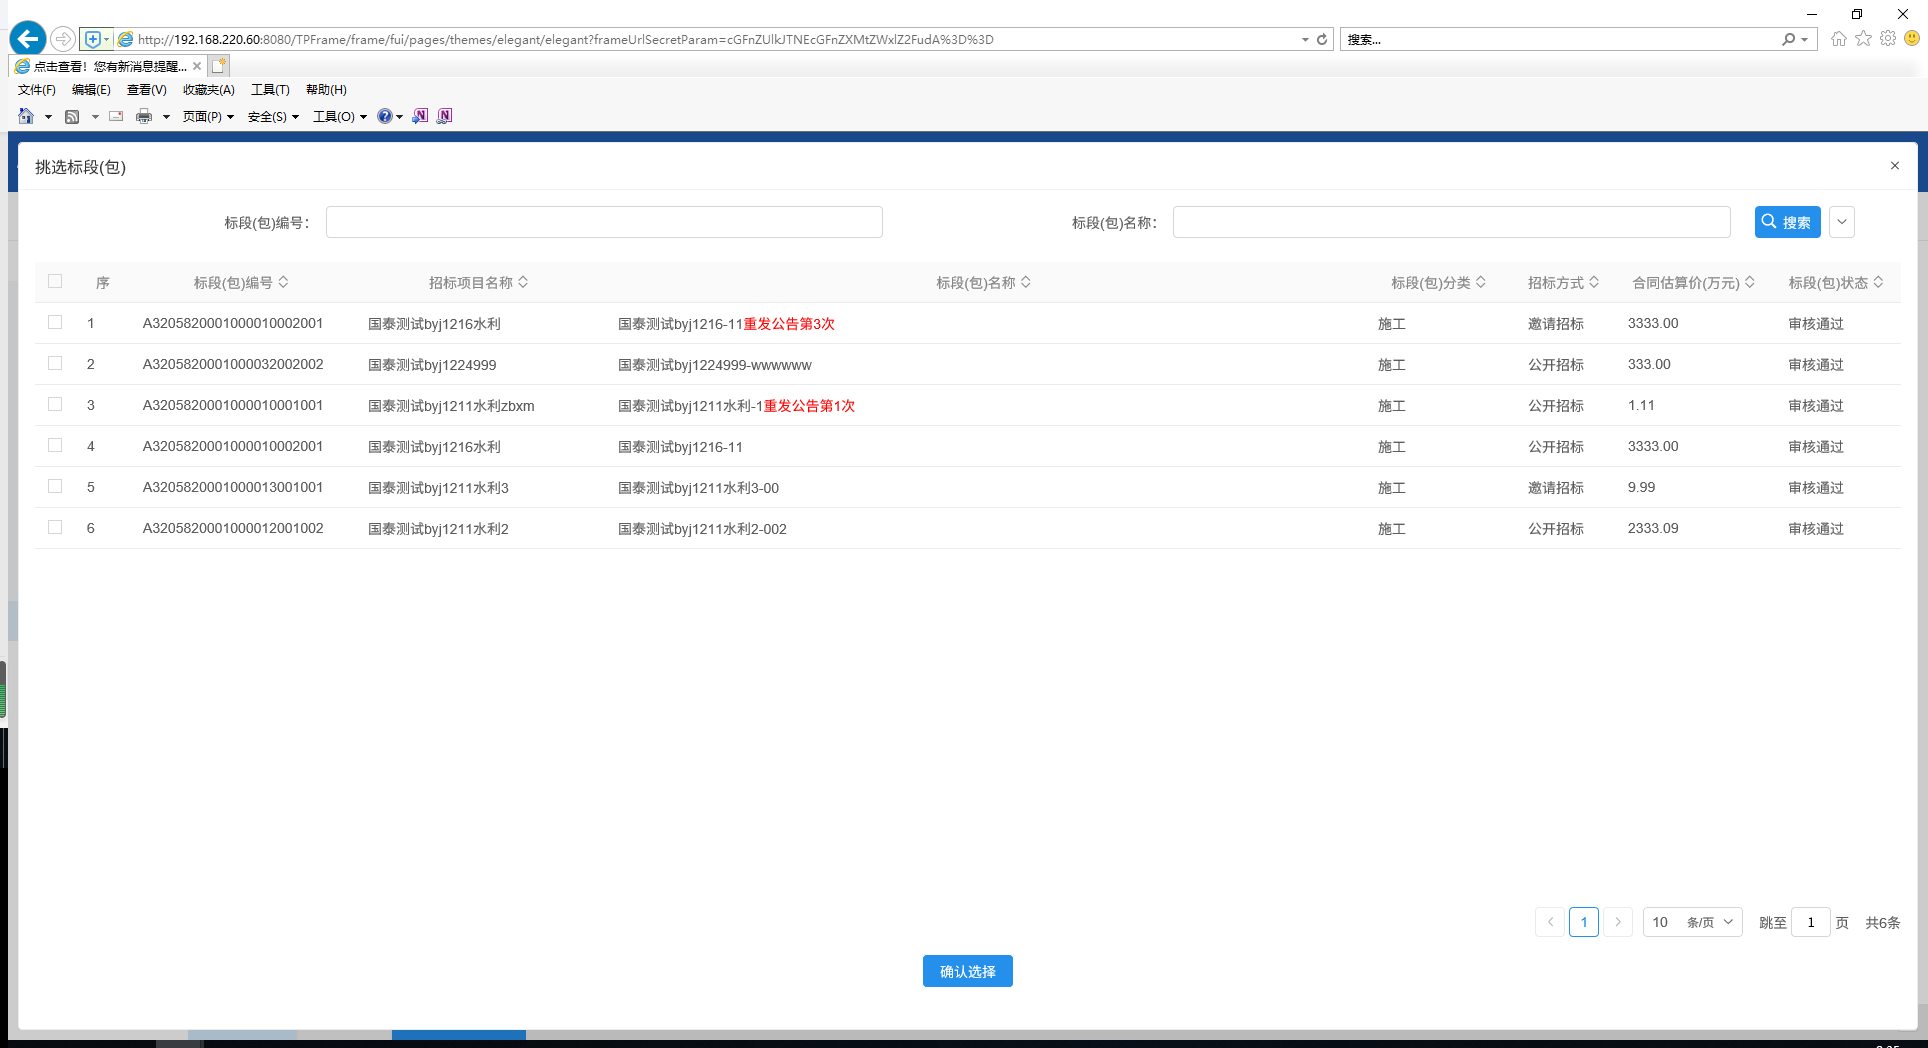 http://192.168.220.60:8080/TPFrame/frame/fui/pages/themes/elegant/elegant?frameUrlSecretParam=cGFnZUlkJTNEcGFnZXMtZWxlZ2FudA%3D%3D
搜索...
点击查看！您有新消息提醒...
文件(F) 编辑(E) 查看(V) 收藏夹(A) 工具(T) 帮助(H)
页面(P) 安全(S) 工具(O)
挑选标段(包)
标段(包)编号： 标段(包)名称： 搜索
序 标段(包)编号 招标项目名称 标段(包)名称 标段(包)分类 招标方式 合同估算价(万元) 标段(包)状态
1 A3205820001000010002001 国泰测试byj1216水利 国泰测试byj1216-11重发公告第3次 施工 邀请招标 3333.00 审核通过
2 A3205820001000032002002 国泰测试byj1224999 国泰测试byj1224999-wwwwww 施工 公开招标 333.00 审核通过
3 A3205820001000010001001 国泰测试byj1211水利zbxm 国泰测试byj1211水利-1重发公告第1次 施工 公开招标 1.11 审核通过
4 A3205820001000010002001 国泰测试byj1216水利 国泰测试byj1216-11 施工 公开招标 3333.00 审核通过
5 A3205820001000013001001 国泰测试byj1211水利3 国泰测试byj1211水利3-00 施工 邀请招标 9.99 审核通过
6 A3205820001000012001002 国泰测试byj1211水利2 国泰测试byj1211水利2-002 施工 公开招标 2333.09 审核通过
1 10 条/页 跳至 1 页 共6条
确认选择